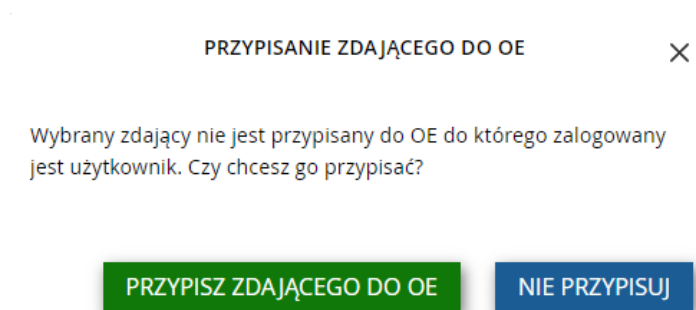 PRZYPISANIE ZDAJĄCEGO DO OE
Wybrany zdający nie jest przypisany do OE do którego zalogowany
jest użytkownik. Czy chcesz go przypisać?
PRZYPISZ ZDAJĄCEGO DO OE
NIE PRZYPISUJ